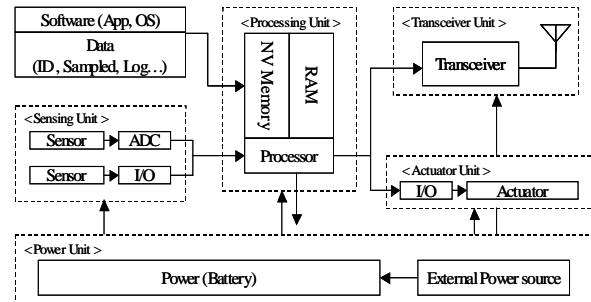 Software (App, OS)
Data
(ID, Sampled, Log…)
<Processing Unit >
NV Memory
RAM
Processor
<Transceiver Unit >
Transceiver
<Sensing Unit >
Sensor
ADC
Sensor
I/O
<Actuator Unit >
I/O
Actuator
<Power Unit >
Power (Battery)
External Power source